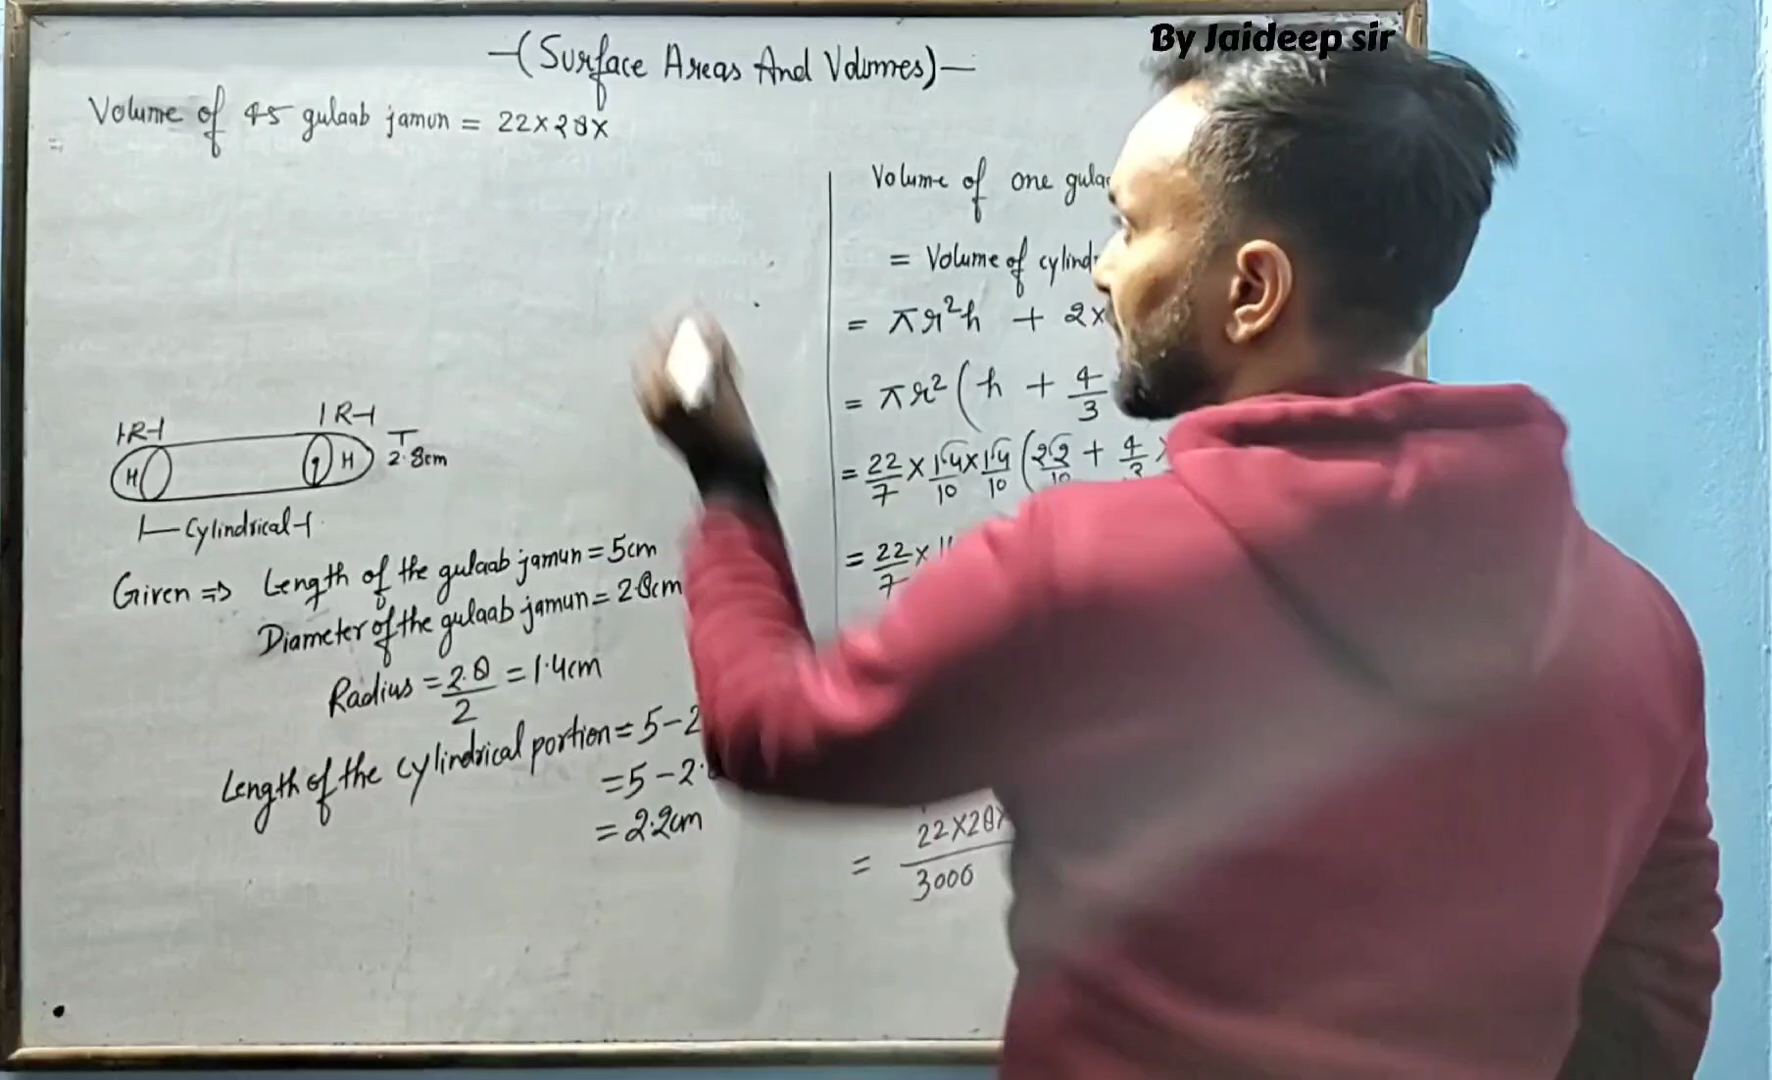 By Jaideep sir
-(Surface Areas And Volumes)-
Volume of 45 gulaab jamun = 22×28×
Volume of one
= Volume of
= πr²h + 2×
= πr²(h + 4/3
= 22/7 × 14/10 × 14/10 (22/10 + 4/3 ×
= 22/7 ×
22×28×
= 3000
|-R-| |-R-|
H H 2.8cm
|—Cylindrical-|
Given ⇒ Length of the gulaab jamun = 5cm
Diameter of the gulaab jamun = 2.8cm
Radius = 2.8/2 = 1.4cm
Length of the cylindrical portion = 5-2
= 5-2.
= 2.2cm